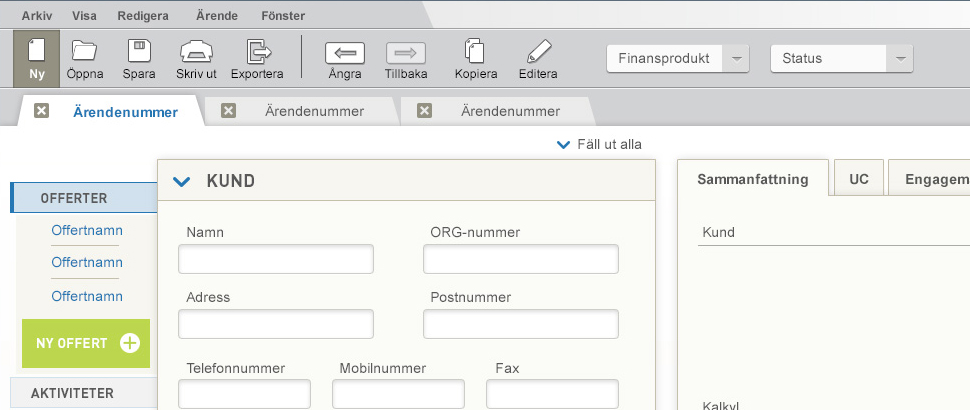 Arkiv Visa Redigera Ärende Fönster
Ny Öppna Spara Skriv ut Exportera Ångra Tillbaka Kopiera Editera Finansprodukt Status
Ärendenummer Ärendenummer Ärendenummer
Fäll ut alla
OFFERTER
Offertnamn
Offertnamn
Offertnamn
NY OFFERT
AKTIVITETER
KUND
Namn ORG-nummer
Adress Postnummer
Telefonnummer Mobilnummer Fax
Sammanfattning UC Engagem
Kund
Kalkyl